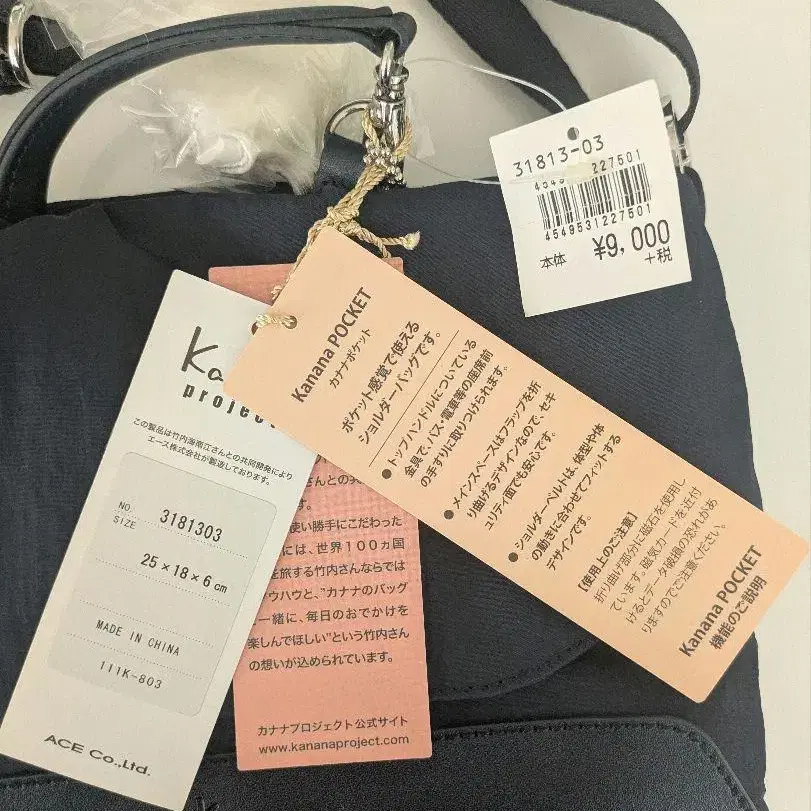 31813-03
227501
4549531227501
本体 ¥9,000
+税
Kanana POCKET
カナナポケット
ポケット感覚で使える
ショルダーバッグです。
●トップハンドルについている
金具で、バス・電車等の座席前
の手すりに取りつけられます。
●メインスペースはフラップを折
り曲げるデザインなので、セキ
ュリティ面でも安心です。
●ショルダーベルトは、体型や体
の動きに合わせてフィットする
デザインです。
【使用上のご注意】
折り曲げ部分に磁石を使用し
ています。磁気カードを近付
けるとデータ破損の恐れがあ
りますのでご注意ください。
Kanana POCKET
機能のご説明
project
この製品は竹内海南江さんとの共同開発により
エース株式会社が製造しております。
NO. 3181303
SIZE
25×18×6 cm
MADE IN CHINA
111K-803
ACE Co.,Ltd.
さんとの
す。
使い勝手にこだわった
には、世界100ヵ国
を旅する竹内さんならでは
ウハウと、"カナナのバッグ
一緒に、毎日のおでかけを
楽しんでほしい"という竹内さん
の想いが込められています。
カナナプロジェクト公式サイト
www.kananaproject.com